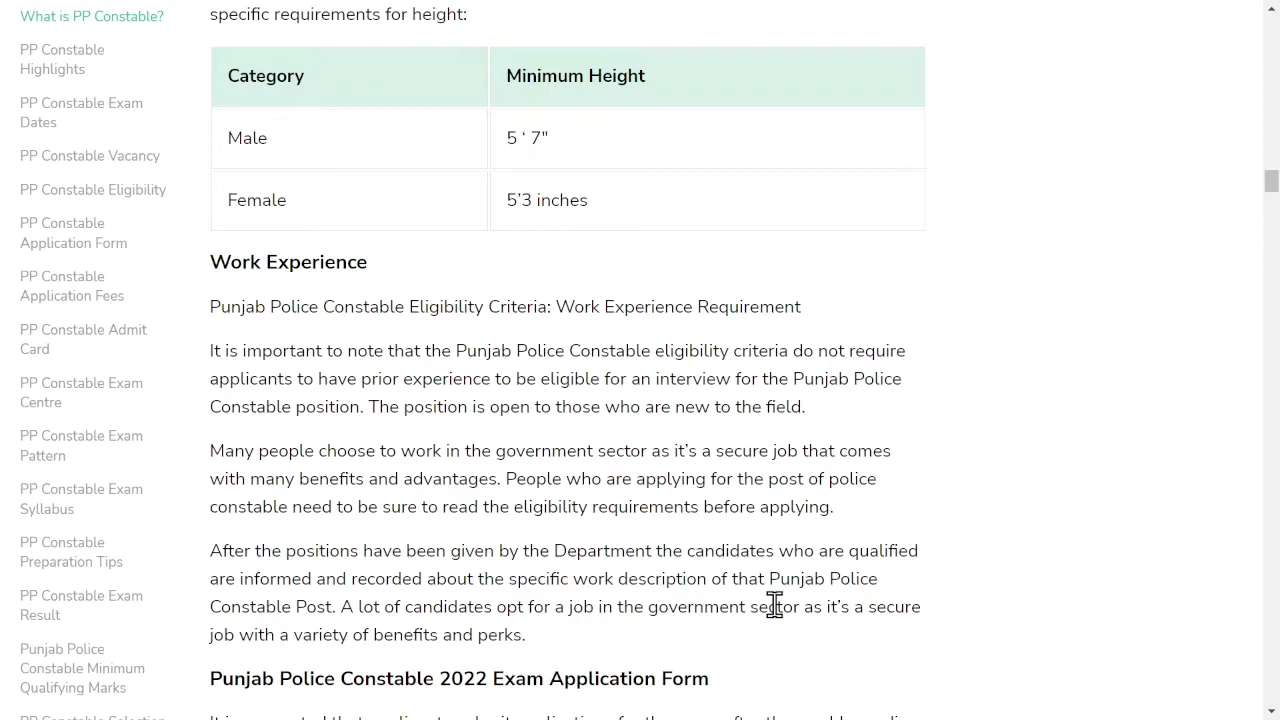 What is PP Constable?
PP Constable
Highlights
PP Constable Exam
Dates
PP Constable Vacancy
PP Constable Eligibility
PP Constable
Application Form
PP Constable
Application Fees
PP Constable Admit
Card
PP Constable Exam
Centre
PP Constable Exam
Pattern
PP Constable Exam
Syllabus
PP Constable
Preparation Tips
PP Constable Exam
Result
Punjab Police
Constable Minimum
Qualifying Marks
PP Constable Selection
specific requirements for height:
Category Minimum Height
Male 5 ‘ 7"
Female 5’3 inches
Work Experience
Punjab Police Constable Eligibility Criteria: Work Experience Requirement
It is important to note that the Punjab Police Constable eligibility criteria do not require
applicants to have prior experience to be eligible for an interview for the Punjab Police
Constable position. The position is open to those who are new to the field.
Many people choose to work in the government sector as it’s a secure job that comes
with many benefits and advantages. People who are applying for the post of police
constable need to be sure to read the eligibility requirements before applying.
After the positions have been given by the Department the candidates who are qualified
are informed and recorded about the specific work description of that Punjab Police
Constable Post. A lot of candidates opt for a job in the government sector as it’s a secure
job with a variety of benefits and perks.
Punjab Police Constable 2022 Exam Application Form